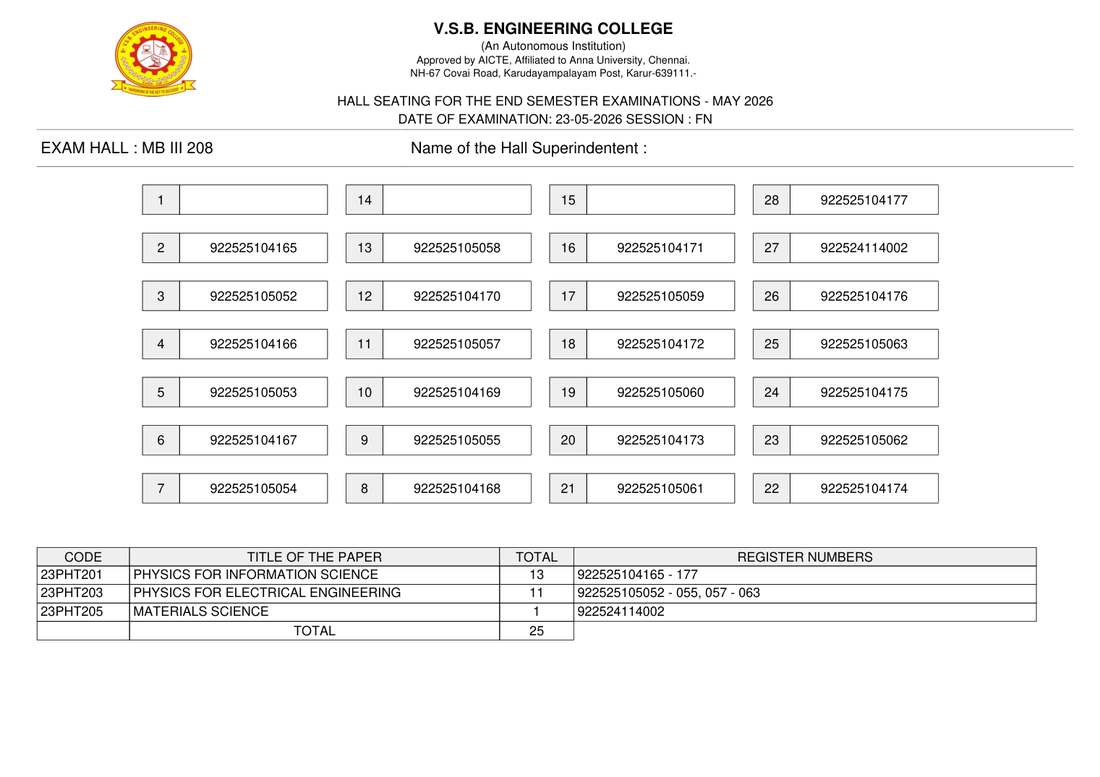 V.S.B. ENGINEERING COLLEGE
(An Autonomous Institution)
Approved by AICTE, Affiliated to Anna University, Chennai.
NH-67 Covai Road, Karudayampalayam Post, Karur-639111.-
HALL SEATING FOR THE END SEMESTER EXAMINATIONS - MAY 2026
DATE OF EXAMINATION: 23-05-2026 SESSION : FN
EXAM HALL : MB III 208 Name of the Hall Superindentent :
1 14 15 28 922525104177
2 922525104165 13 922525105058 16 922525104171 27 922524114002
3 922525105052 12 922525104170 17 922525105059 26 922525104176
4 922525104166 11 922525105057 18 922525104172 25 922525105063
5 922525105053 10 922525104169 19 922525105060 24 922525104175
6 922525104167 9 922525105055 20 922525104173 23 922525105062
7 922525105054 8 922525104168 21 922525105061 22 922525104174
CODE TITLE OF THE PAPER TOTAL REGISTER NUMBERS
23PHT201 PHYSICS FOR INFORMATION SCIENCE 13 922525104165 - 177
23PHT203 PHYSICS FOR ELECTRICAL ENGINEERING 11 922525105052 - 055, 057 - 063
23PHT205 MATERIALS SCIENCE 1 922524114002
TOTAL 25